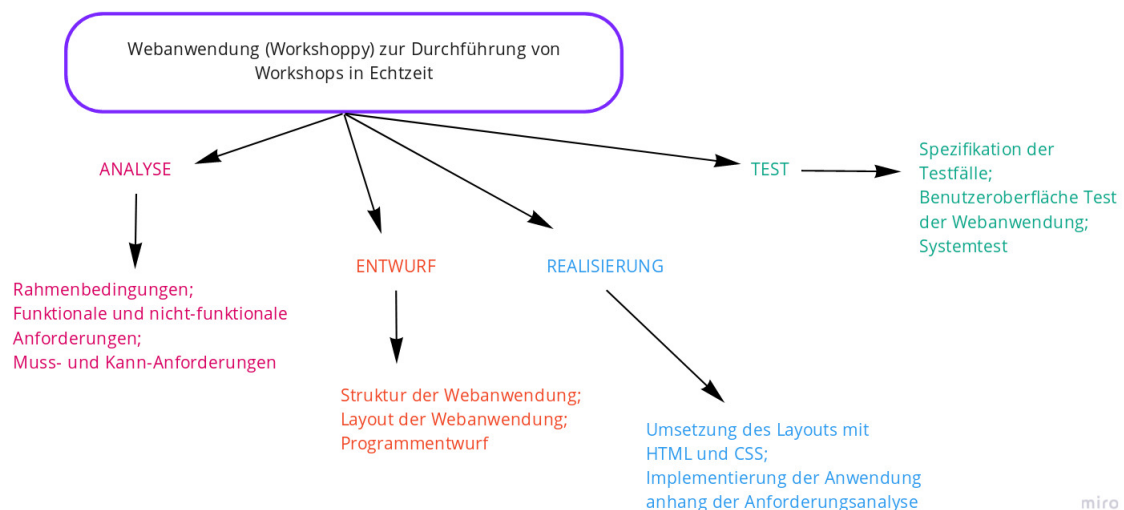 Webanwendung (Workshoppy) zur Durchführung von
Workshops in Echtzeit
ANALYSE
Rahmenbedingungen;
Funktionale und nicht-funktionale
Anforderungen;
Muss- und Kann-Anforderungen
ENTWURF
Struktur der Webanwendung;
Layout der Webanwendung;
Programmentwurf
REALISIERUNG
Umsetzung des Layouts mit
HTML und CSS;
Implementierung der Anwendung
anhang der Anforderungsanalyse
TEST
Spezifikation der
Testfälle;
Benutzeroberfläche Test
der Webanwendung;
Systemtest
miro